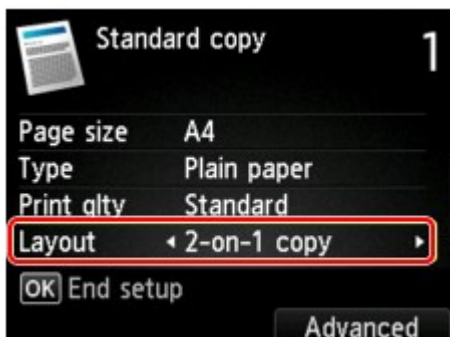 Standard copy
1
Page size A4
Type Plain paper
Print qlty Standard
Layout 2-on-1 copy
OK End setup
Advanced